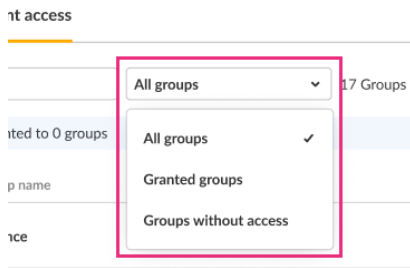 nt access
All groups
17 Groups
nted to 0 groups
All groups
p name
Granted groups
Groups without access
nce